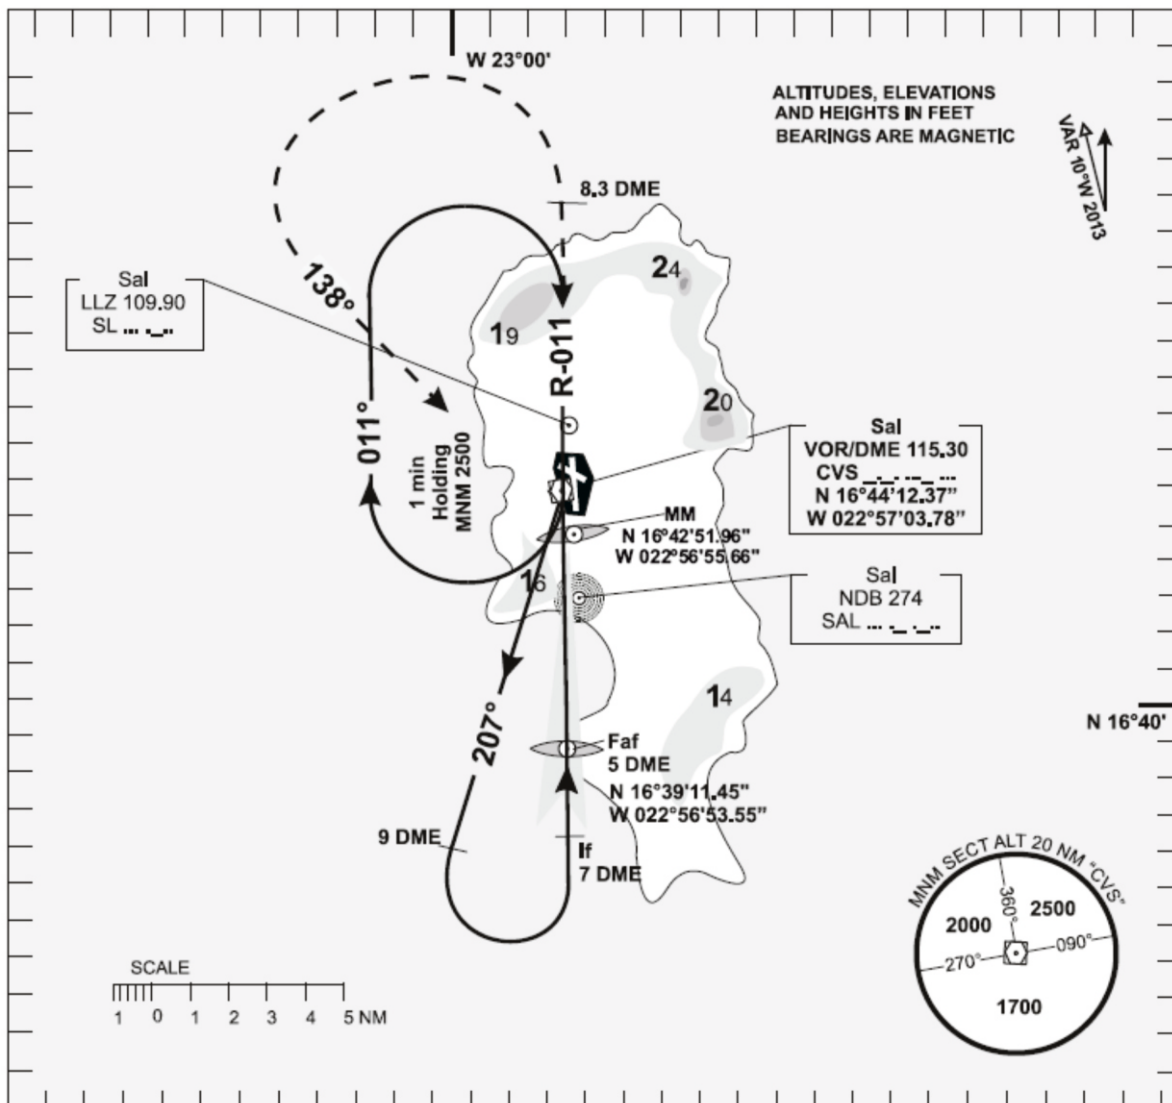 W 23°00'
ALTITUDES, ELEVATIONS
AND HEIGHTS IN FEET
BEARINGS ARE MAGNETIC
VAR 10°W 2013
8.3 DME
138°
Sal
LLZ 109.90
SL ... ._..
24
19
R-011
20
011°
1 min
Holding
MNM 2500
Sal
VOR/DME 115.30
CVS _._. ..._ ...
N 16°44'12.37”
W 022°57'03.78”
MM
N 16°42'51.96”
W 022°56'55.66”
16
Sal
NDB 274
SAL ... ._ ._..
14
N 16°40'
207°
Faf
5 DME
N 16°39'11.45”
W 022°56'53.55”
9 DME
If
7 DME
MNM SECT ALT 20 NM “CVS”
360°
2000
2500
270°
090°
1700
SCALE
1 0 1 2 3 4 5 NM